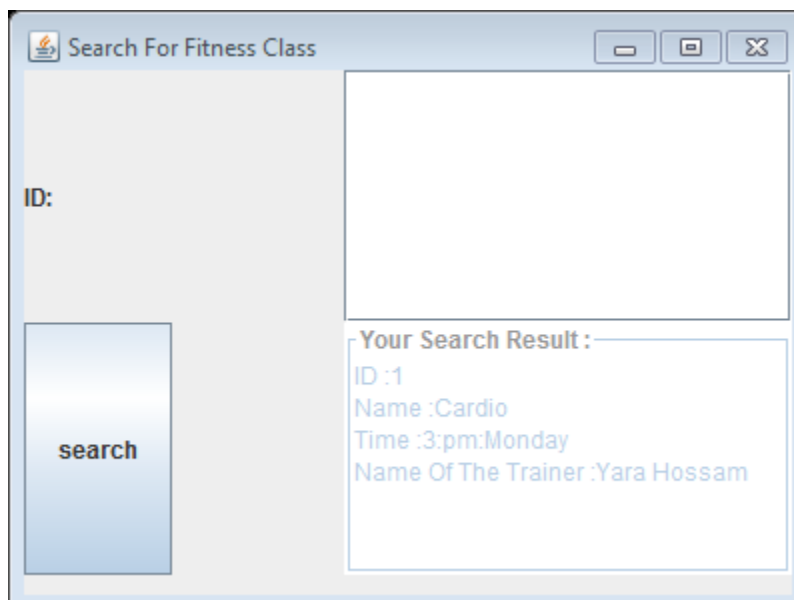 Search For Fitness Class
ID:
search
Your Search Result :
ID :1
Name :Cardio
Time :3:pm:Monday
Name Of The Trainer :Yara Hossam